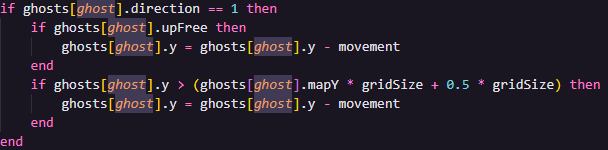 if ghosts[ghost].direction == 1 then
    if ghosts[ghost].upFree then
        ghosts[ghost].y = ghosts[ghost].y - movement
    end
    if ghosts[ghost].y > (ghosts[ghost].mapY * gridSize + 0.5 * gridSize) then
        ghosts[ghost].y = ghosts[ghost].y - movement
    end
end